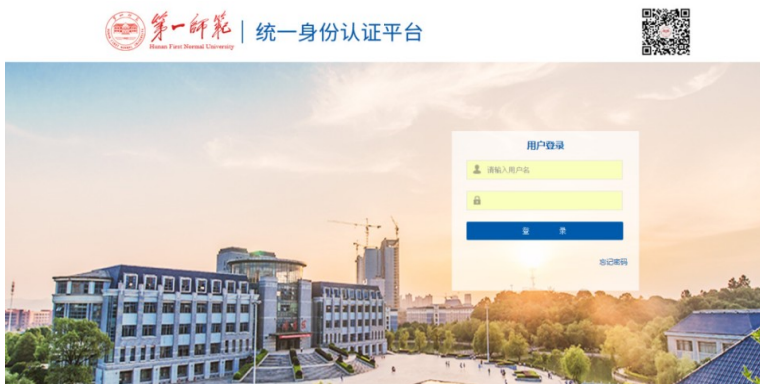 第一師範
Hunan First Normal University
统一身份认证平台
用户登录
请输入用户名
登 录
忘记密码